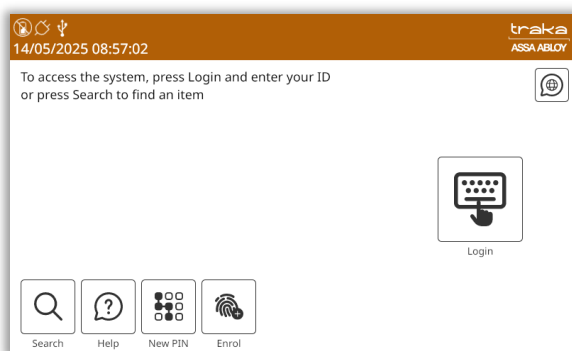 14/05/2025 08:57:02
traka
ASSA ABLOY
To access the system, press Login and enter your ID
or press Search to find an item
Login
Search
Help
New PIN
Enrol